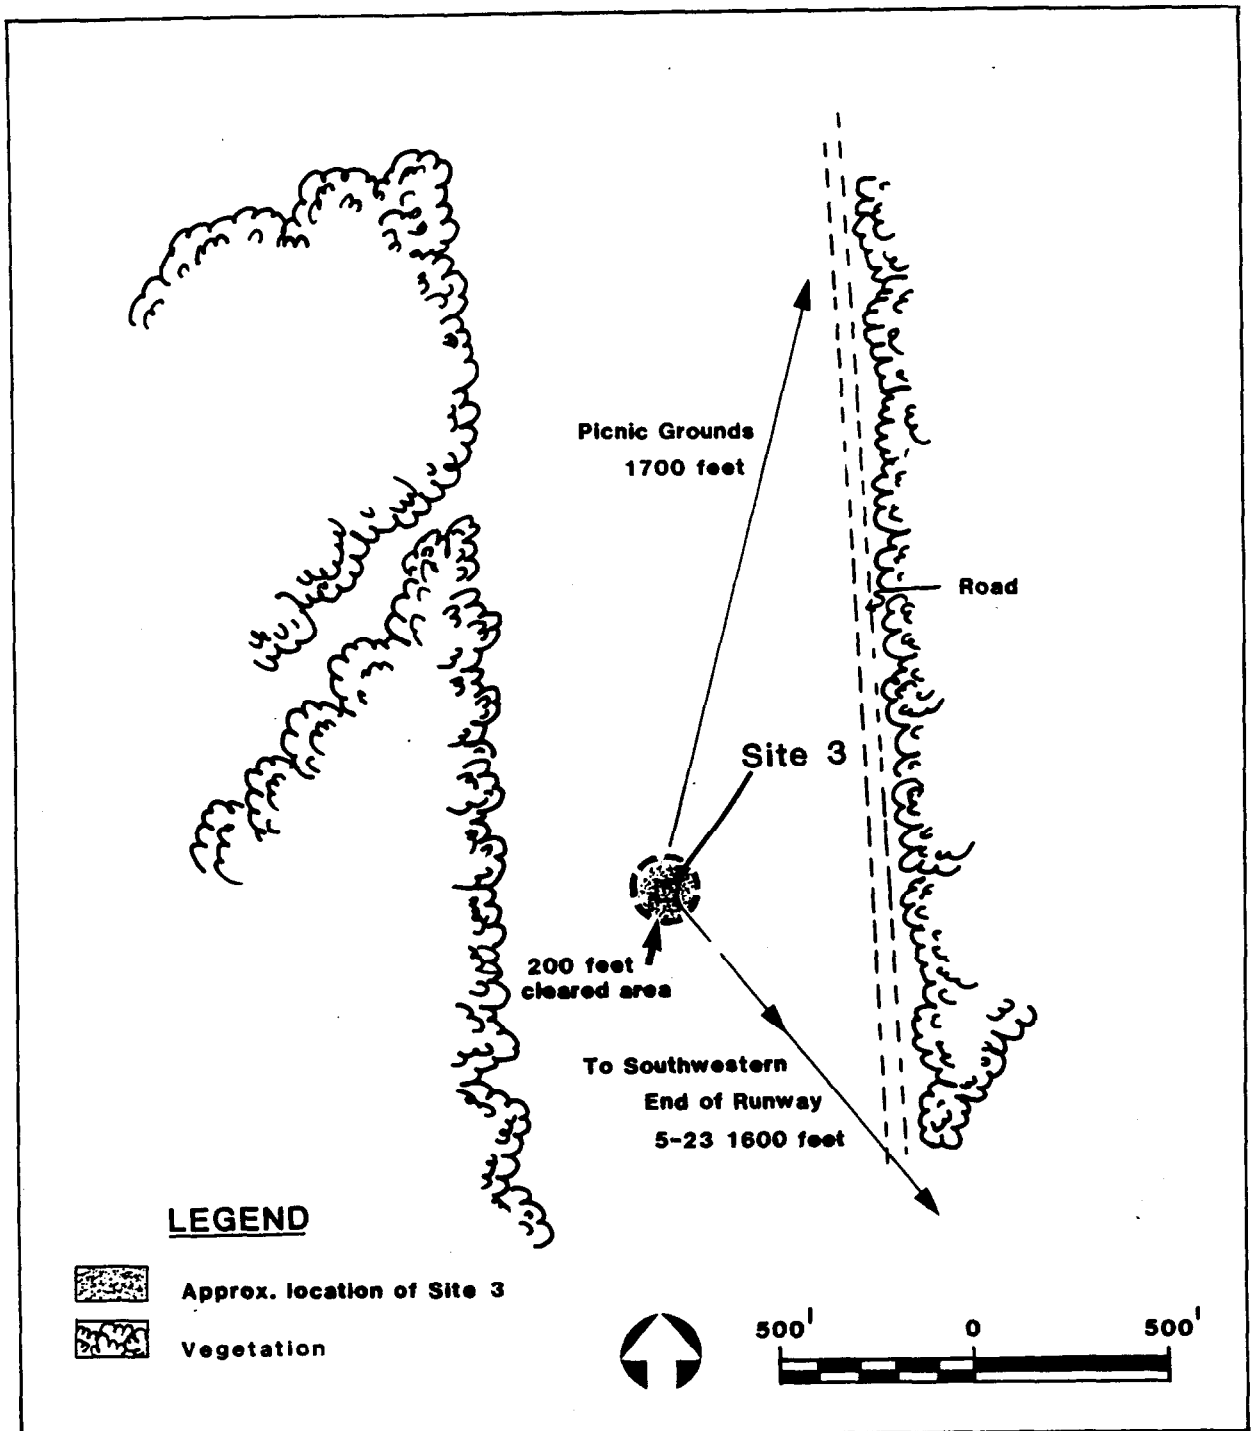 Picnic Grounds
1700 feet
Road
Site 3
200 feet
cleared area
To Southwestern
End of Runway
5-23 1600 feet
LEGEND
Approx. location of Site 3
Vegetation
500' 0 500'